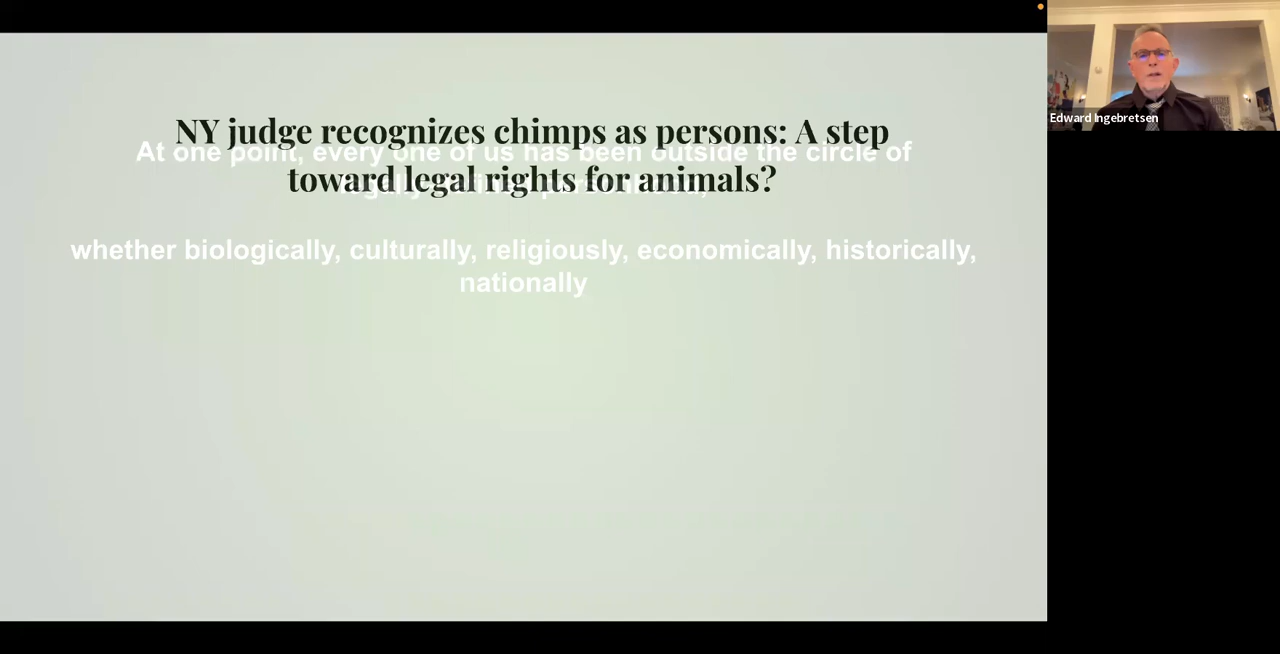 NY judge recognizes chimps as persons: A step
toward legal rights for animals?
At one point, every one of us has been outside the circle of
whether biologically, culturally, religiously, economically, historically,
nationally
Edward Ingebretsen